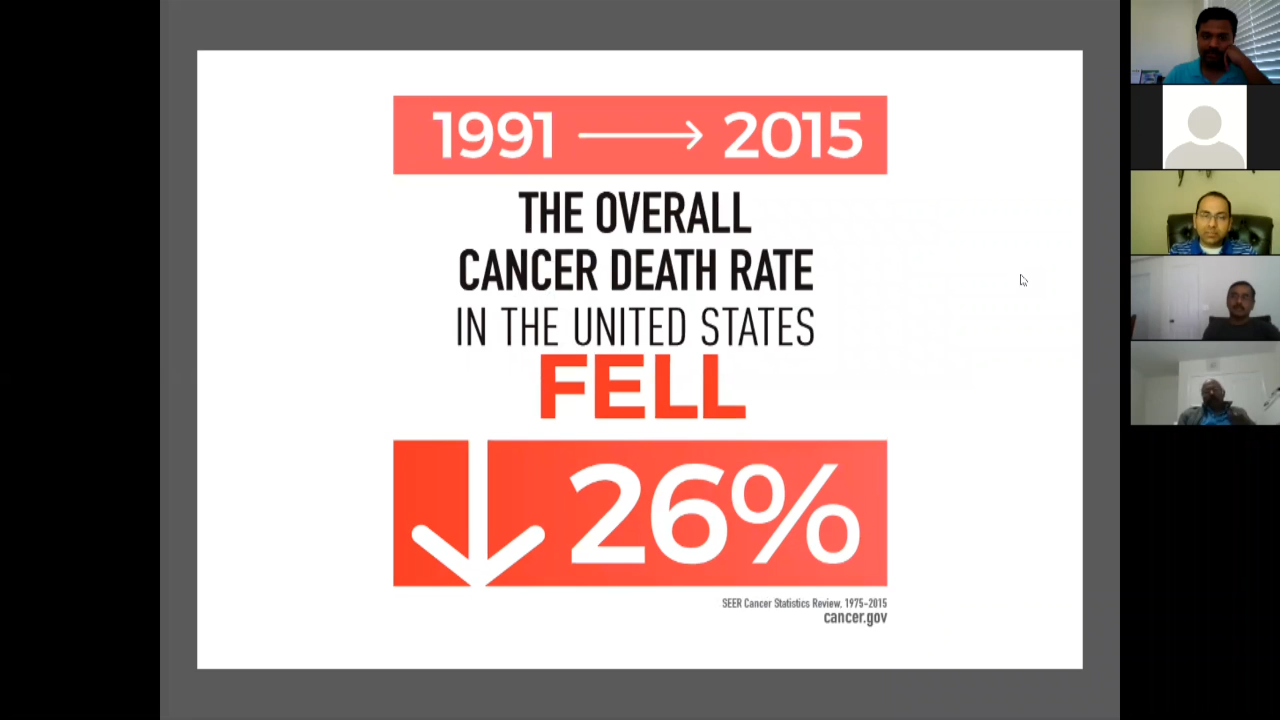 1991 → 2015
THE OVERALL
CANCER DEATH RATE
IN THE UNITED STATES
FELL
↓ 26%
SEER Cancer Statistics Review, 1975-2015
cancer.gov